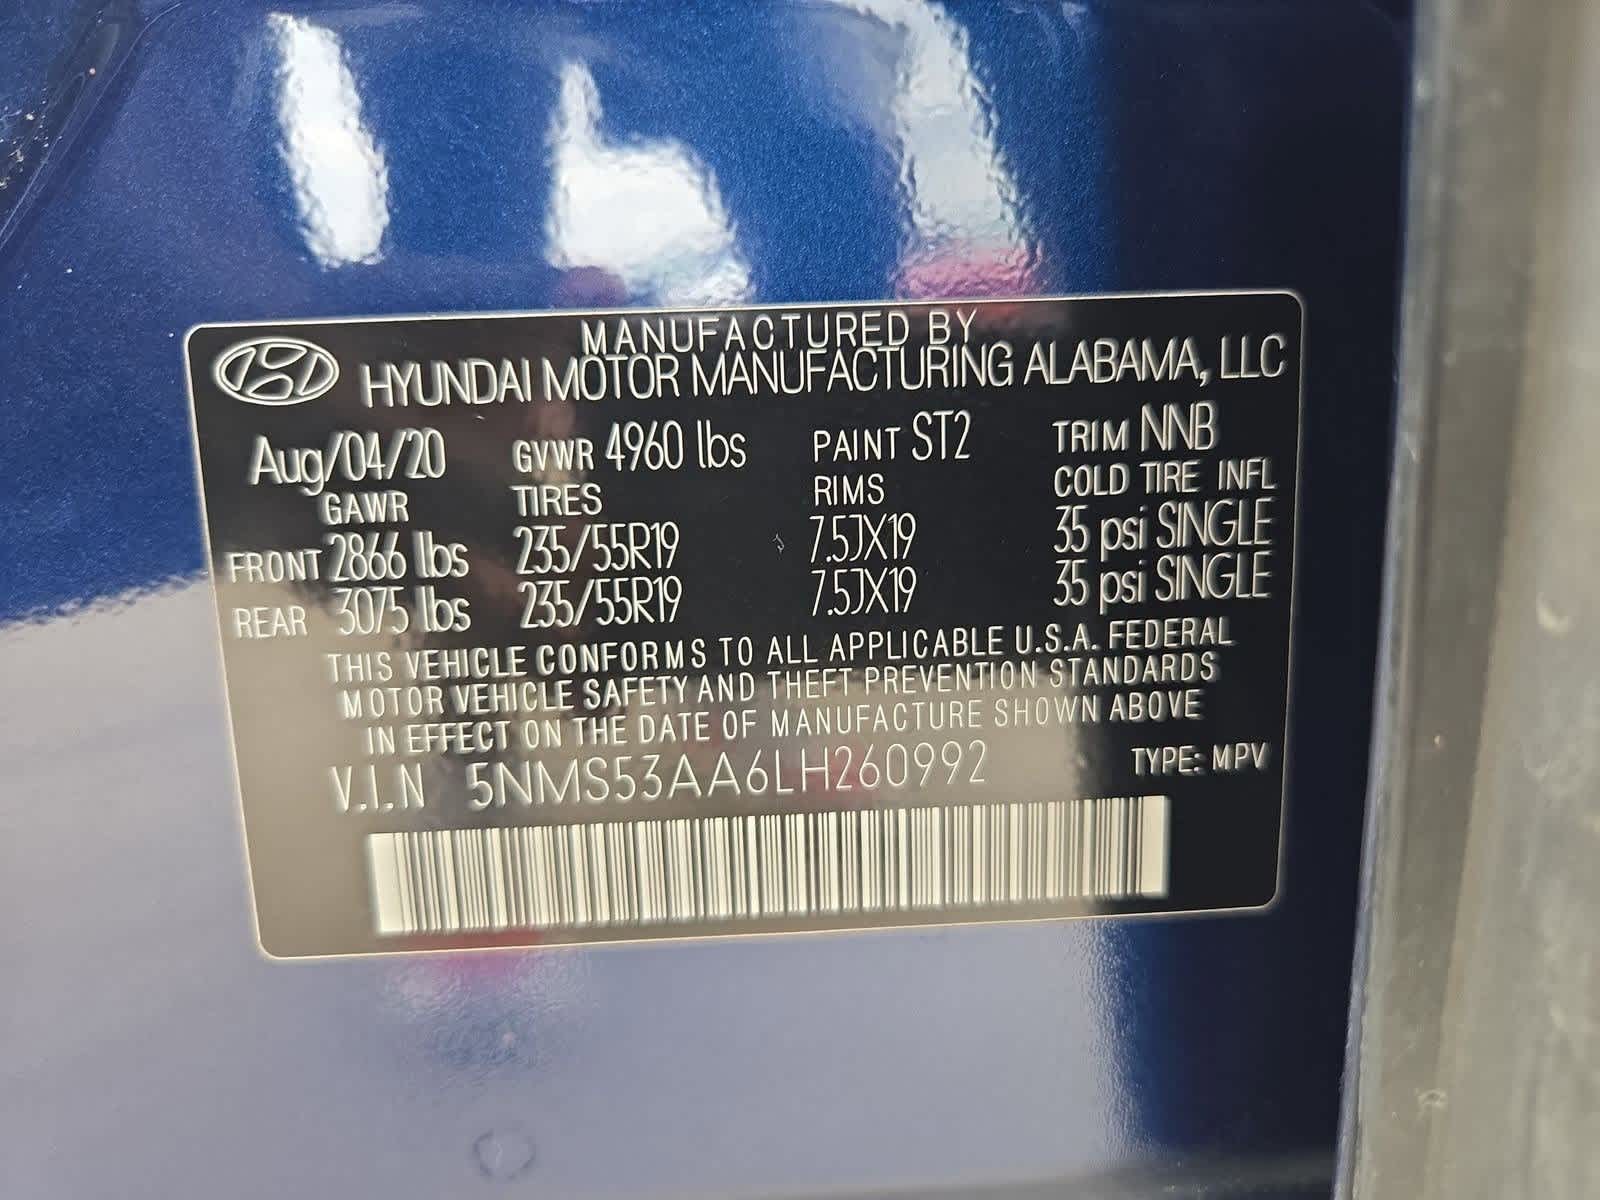 MANUFACTURED BY
HYUNDAI MOTOR MANUFACTURING ALABAMA, LLC
Aug/04/20 GVWR 4960 lbs PAINT ST2 TRIM NNB
GAWR TIRES RIMS COLD TIRE INFL
FRONT 2866 lbs 235/55R19 7.5JX19 35 psi SINGLE
REAR 3075 lbs 235/55R19 7.5JX19 35 psi SINGLE
THIS VEHICLE CONFORMS TO ALL APPLICABLE U.S.A. FEDERAL
MOTOR VEHICLE SAFETY AND THEFT PREVENTION STANDARDS
IN EFFECT ON THE DATE OF MANUFACTURE SHOWN ABOVE
V.I.N 5NMS53AA6LH260992 TYPE: MPV